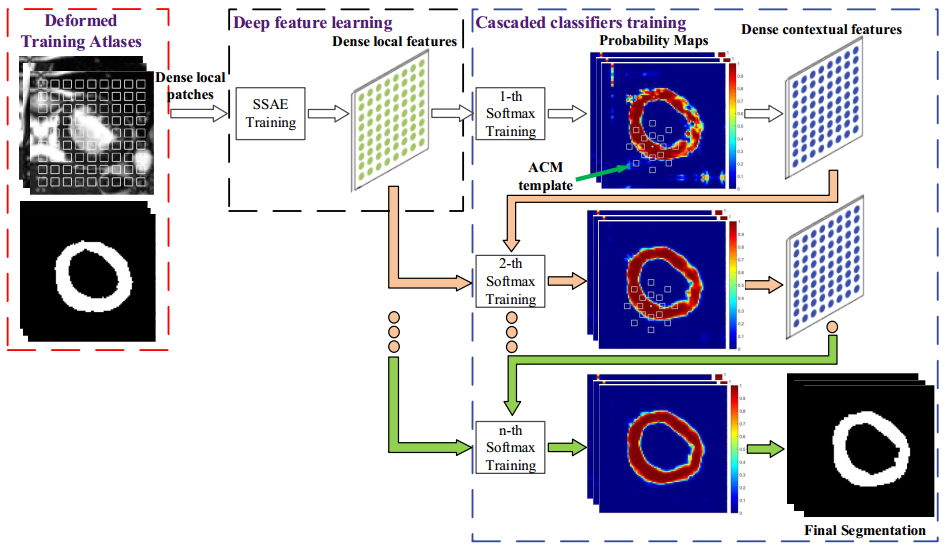 Deformed
Training Atlases
Deep feature learning
Cascaded classifiers training
Dense local features
Probability Maps
Dense contextual features
Dense local
patches
SSAE
Training
1-th
Softmax
Training
ACM
template
2-th
Softmax
Training
n-th
Softmax
Training
Final Segmentation